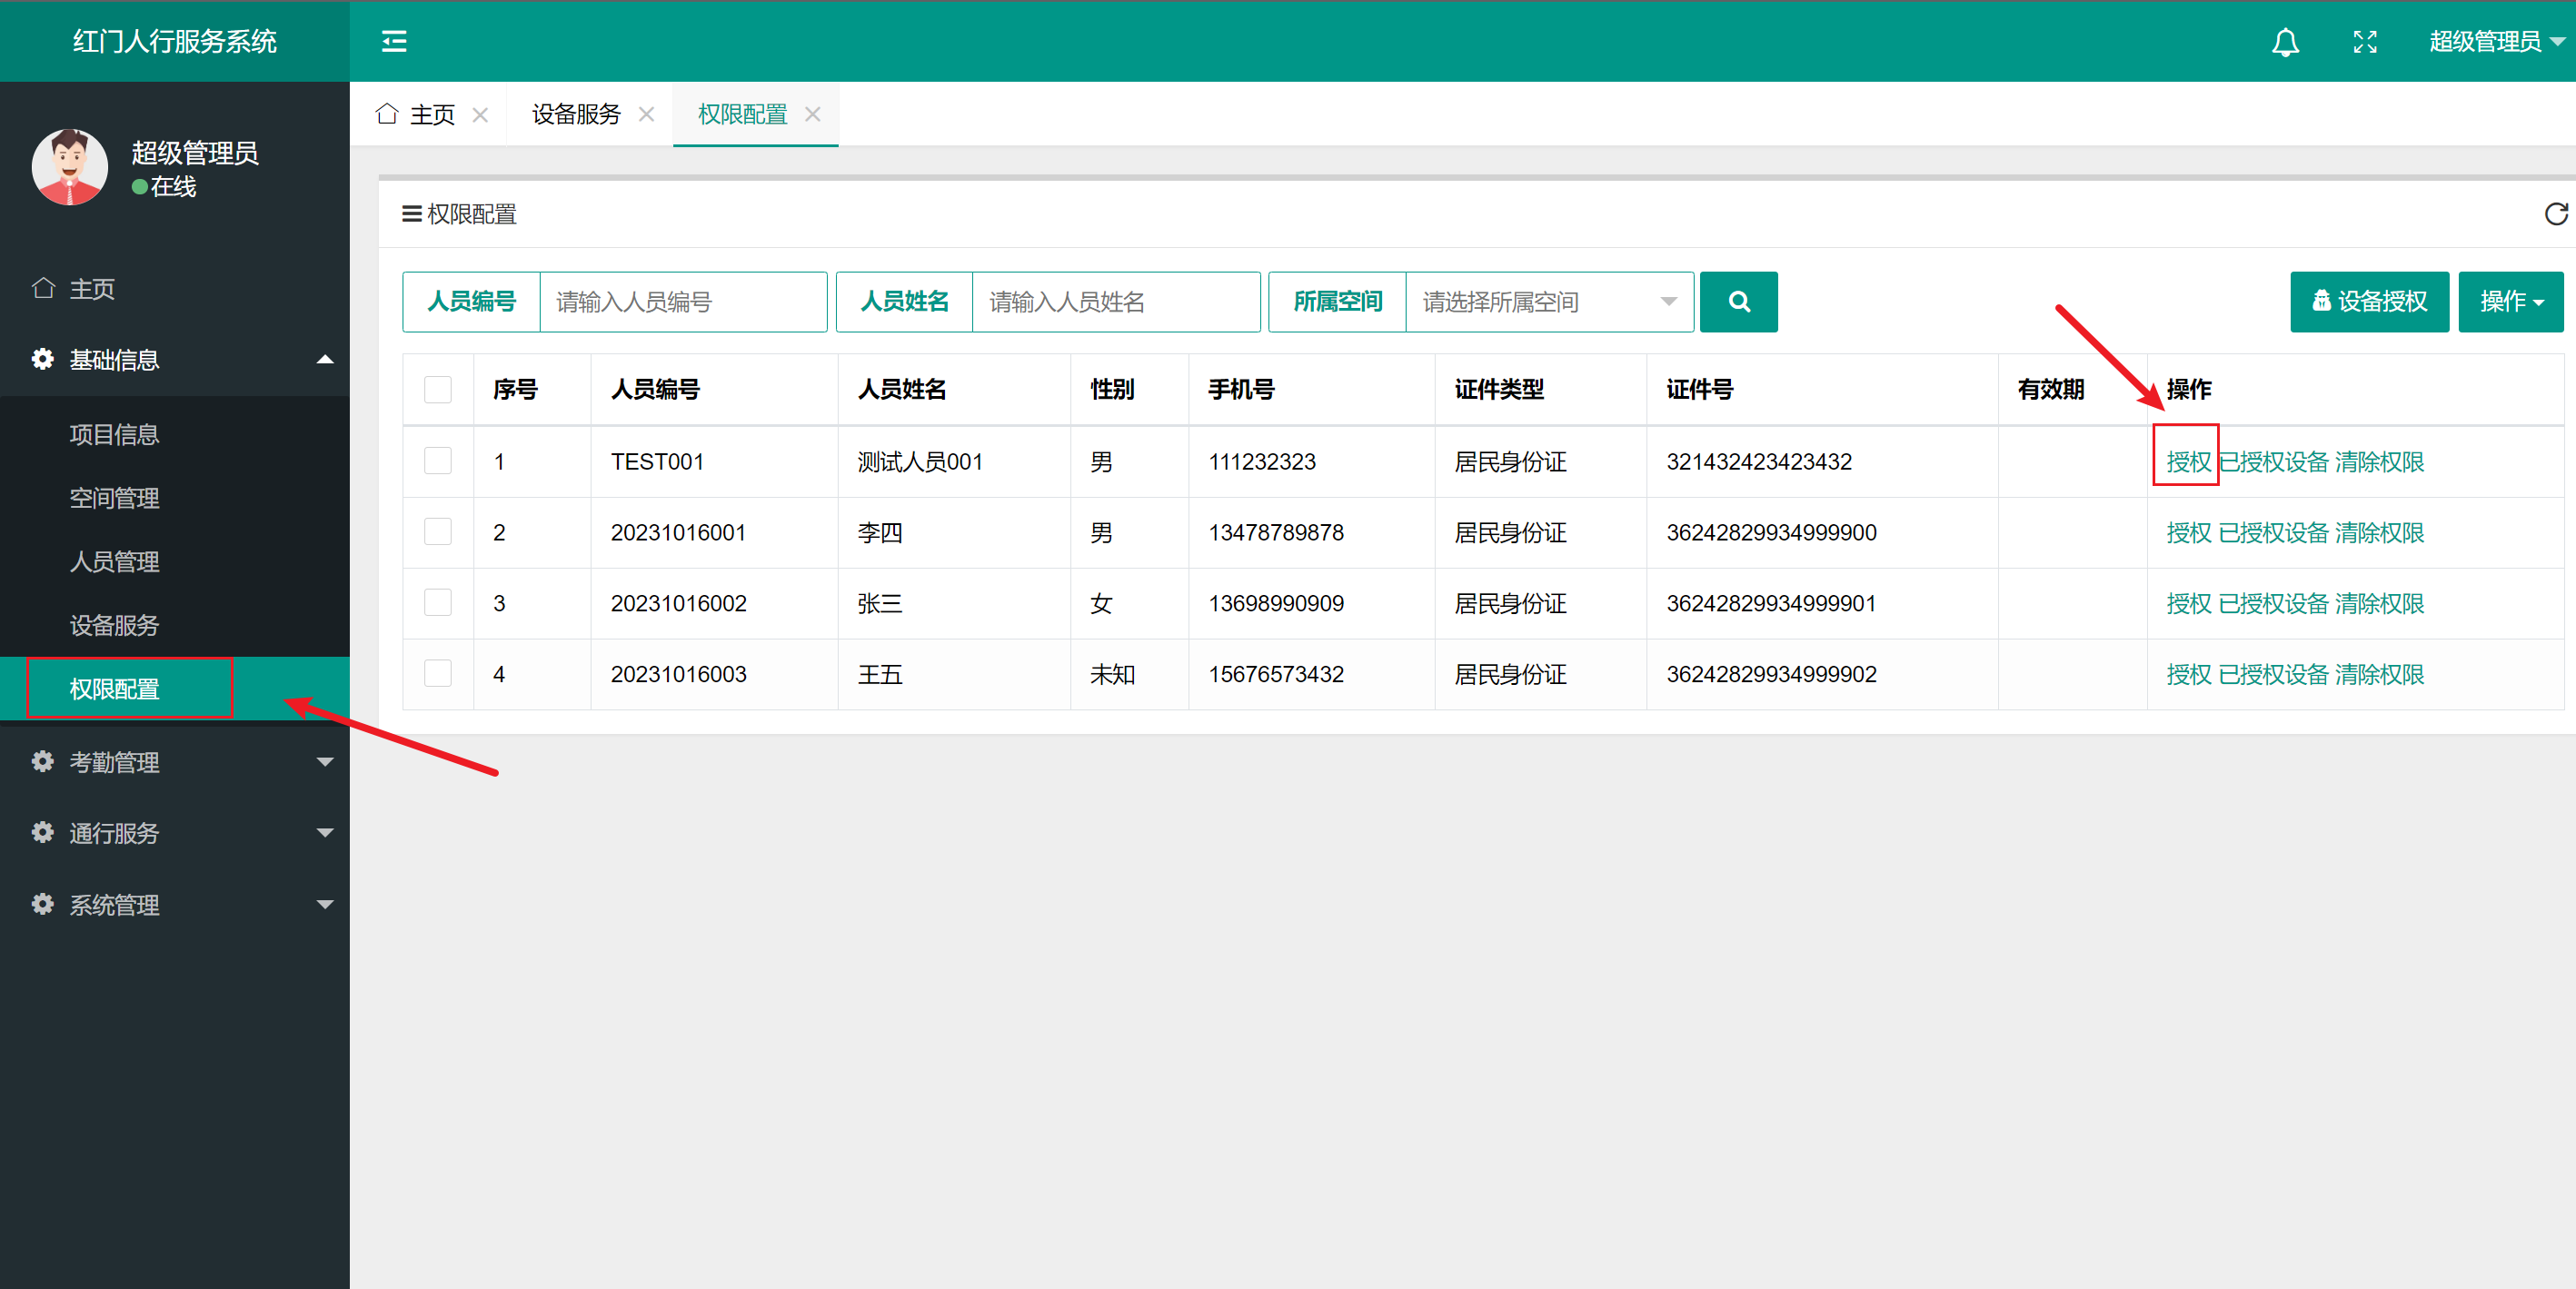 红门人行服务系统
超级管理员
超级管理员
在线
主页
基础信息
项目信息
空间管理
人员管理
设备服务
权限配置
考勤管理
通行服务
系统管理
主页 设备服务 权限配置
权限配置
人员编号 请输入人员编号 人员姓名 请输入人员姓名 所属空间 请选择所属空间 设备授权 操作
序号 人员编号 人员姓名 性别 手机号 证件类型 证件号 有效期 操作
1 TEST001 测试人员001 男 111232323 居民身份证 321432423423432 授权 已授权设备 清除权限
2 20231016001 李四 男 13478789878 居民身份证 36242829934999900 授权 已授权设备 清除权限
3 20231016002 张三 女 13698990909 居民身份证 36242829934999901 授权 已授权设备 清除权限
4 20231016003 王五 未知 15676573432 居民身份证 36242829934999902 授权 已授权设备 清除权限